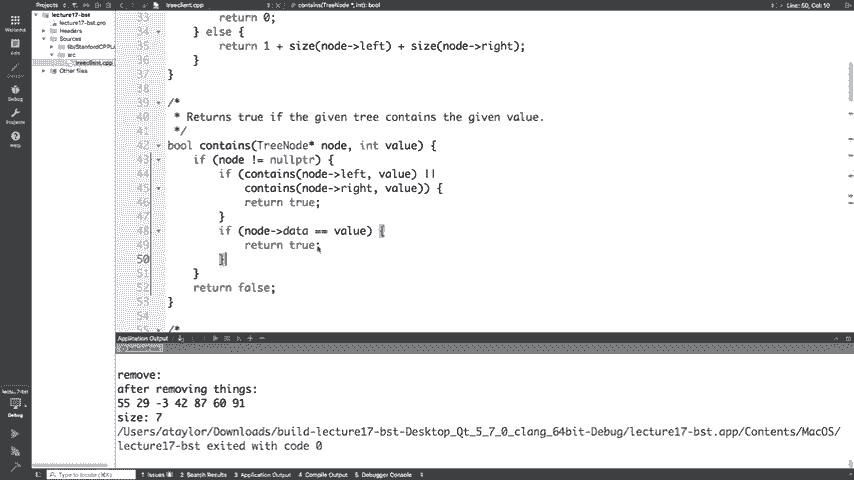 Projects
treeclient.cpp
contains(TreeNode *, int): bool
Line: 50, Col: 10
lecture17-bst
lecture17-bst.pro
Headers
Sources
lib/StanfordCPPLi
src
treeclient.cpp
Other files
Welcome
Edit
Debug
Projects
Help
33 return 0;
34 } else {
35 return 1 + size(node->left) + size(node->right);
36 }
37 }
38
39 /*
40 * Returns true if the given tree contains the given value.
41 */
42 bool contains(TreeNode* node, int value) {
43 if (node != nullptr) {
44 if (contains(node->left, value) ||
45 contains(node->right, value)) {
46 return true;
47 }
48 if (node->data == value) {
49 return true;
50 }
51 }
52 return false;
53 }
54
55 /*
Application Output
remove:
after removing things:
55 29 -3 42 87 60 91
size: 7
/Users/ataylor/Downloads/build-lecture17-bst-Desktop_Qt_5_7_0_clang_64bit-Debug/lecture17-bst.app/Contents/MacOS/
lecture17-bst exited with code 0
Debug
Type to locate (⌘K)
1 Issues
2 Search Results
3 Application Output
4 Compile Output
5 Debugger Console